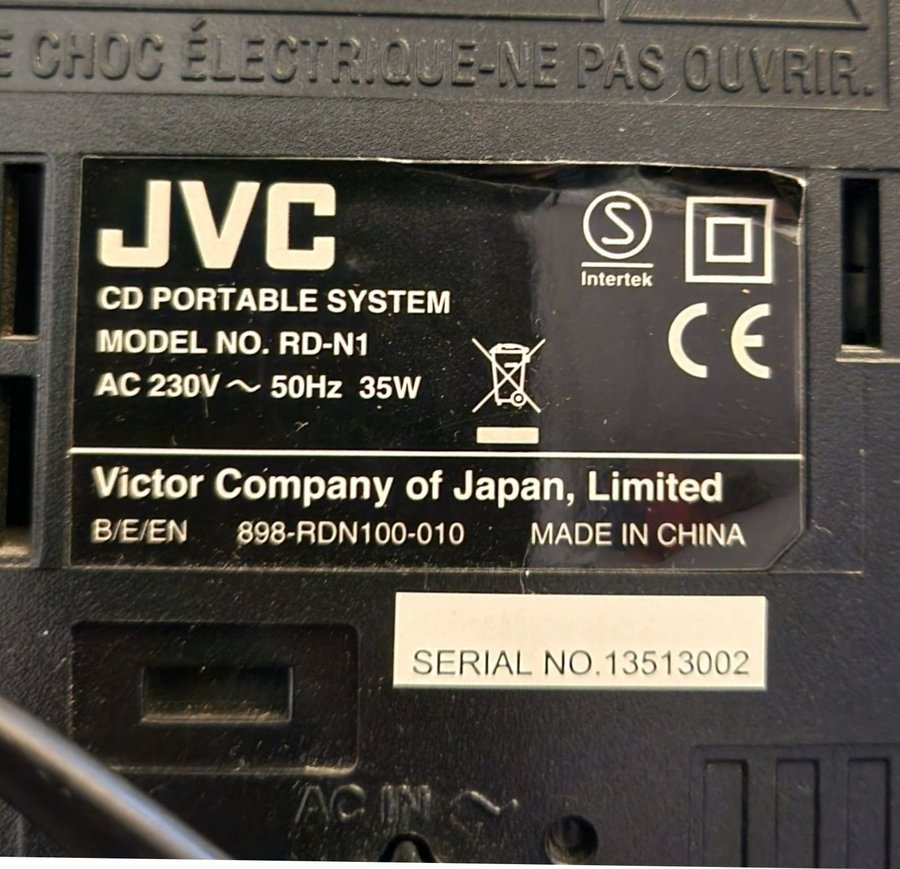 E CHOC ÉLECTRIQUE-NE PAS OUVRIR.
JVC
S
Intertek
CD PORTABLE SYSTEM
MODEL NO. RD-N1
AC 230V ～ 50Hz 35W
CE
Victor Company of Japan, Limited
B/E/EN 898-RDN100-010 MADE IN CHINA
SERIAL NO.13513002
AC IN ～